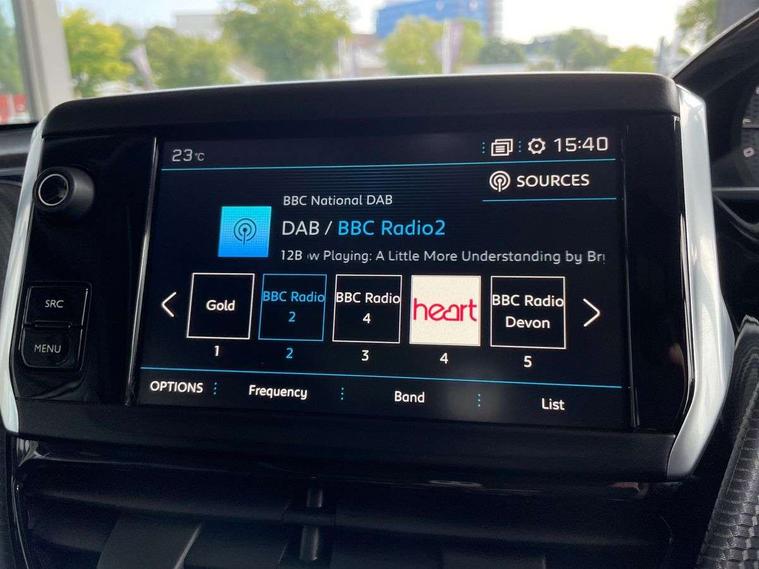 23°C
15:40
SOURCES
BBC National DAB
DAB / BBC Radio2
12B w Playing: A Little More Understanding by
Gold
BBC Radio
2
BBC Radio
4
heart
BBC Radio
Devon
1
2
3
4
5
OPTIONS
Frequency
Band
List
SRC
MENU